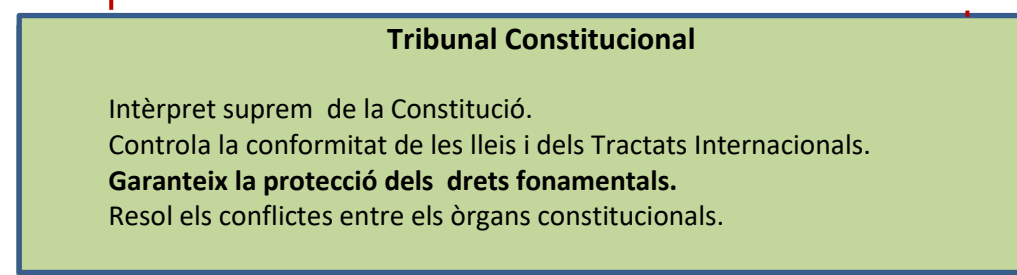 Tribunal Constitucional
Intèrpret suprem  de la Constitució.
Controla la conformitat de les lleis i dels Tractats Internacionals.
Garanteix la protecció dels  drets fonamentals.
Resol els conflictes entre els òrgans constitucionals.